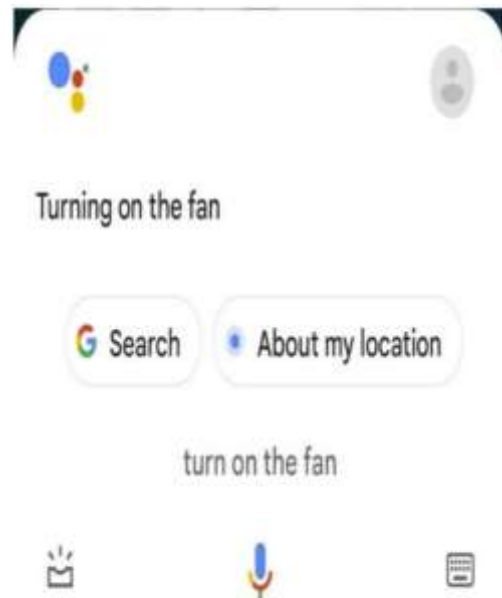 Turning on the fan
Search
About my location
turn on the fan